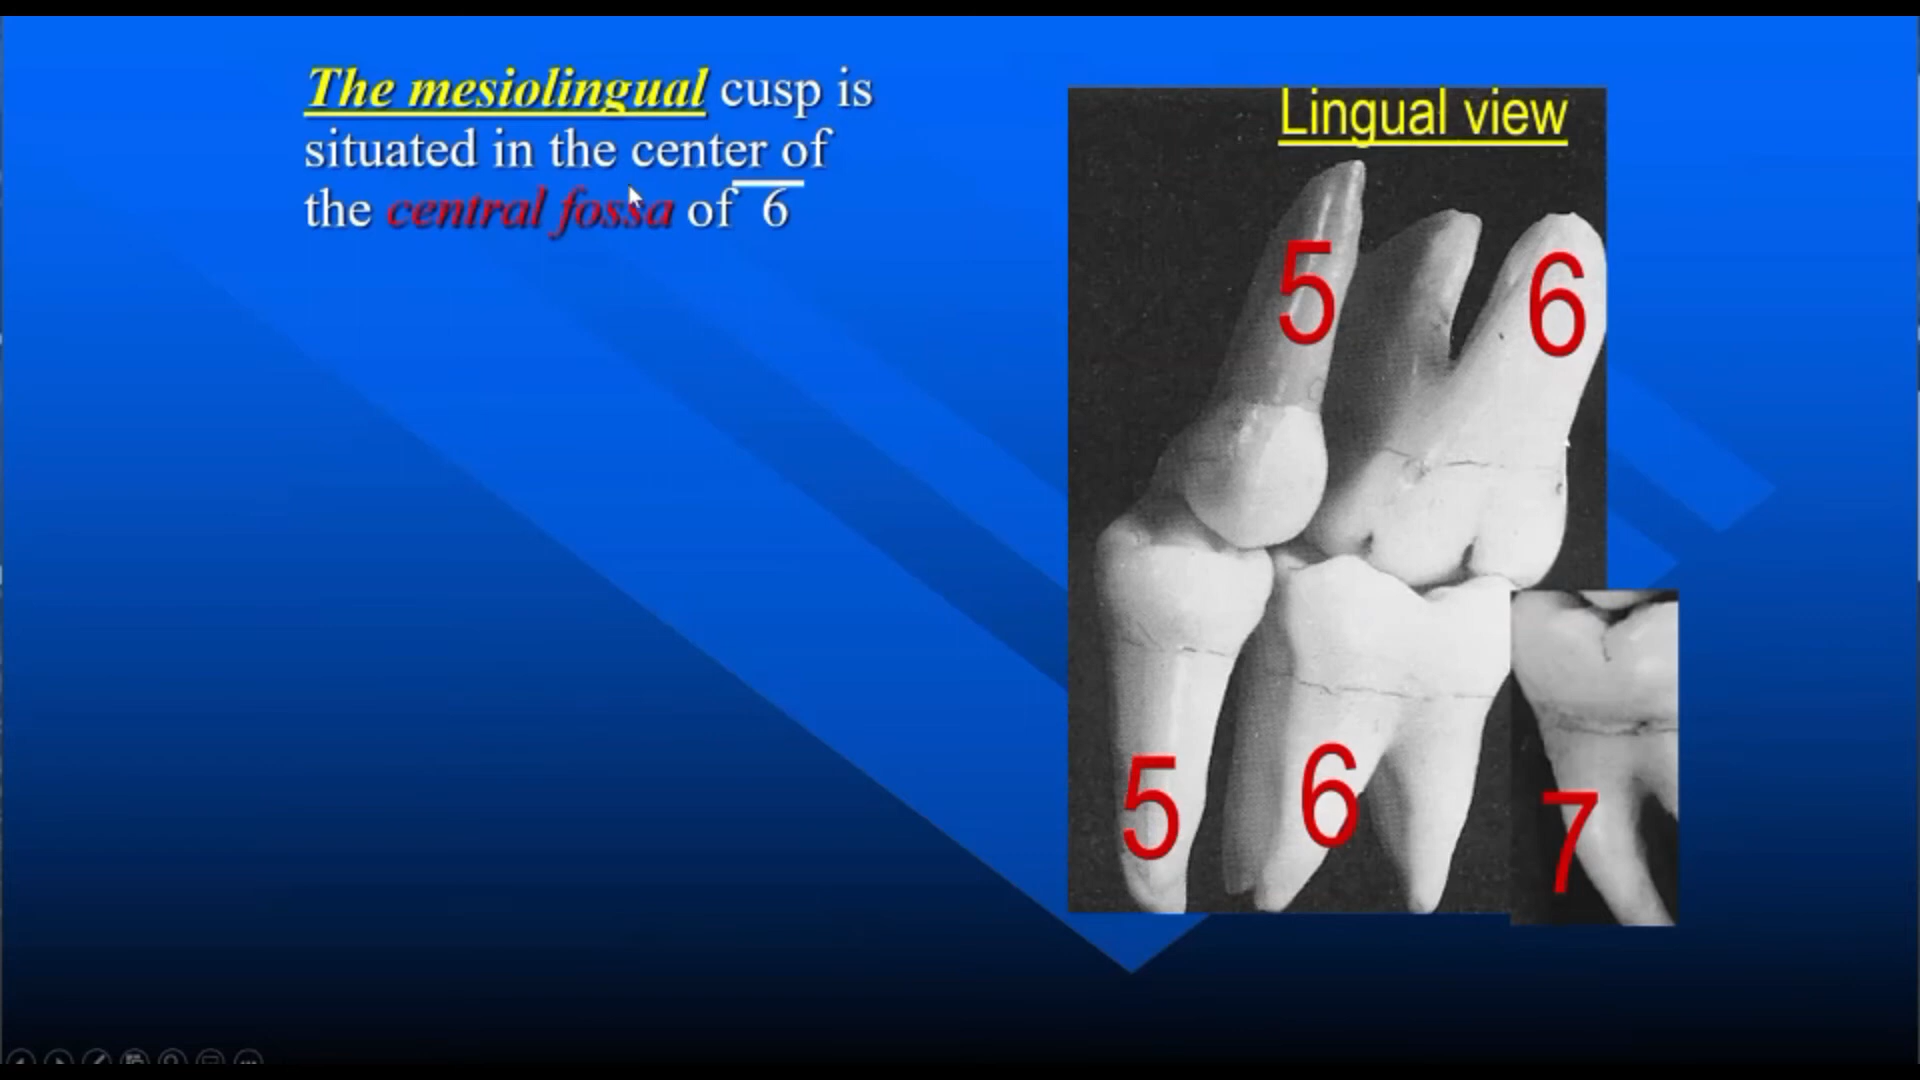 The mesiolingual cusp is
situated in the center of
the central fossa of 6
Lingual view
5
6
5
6
7